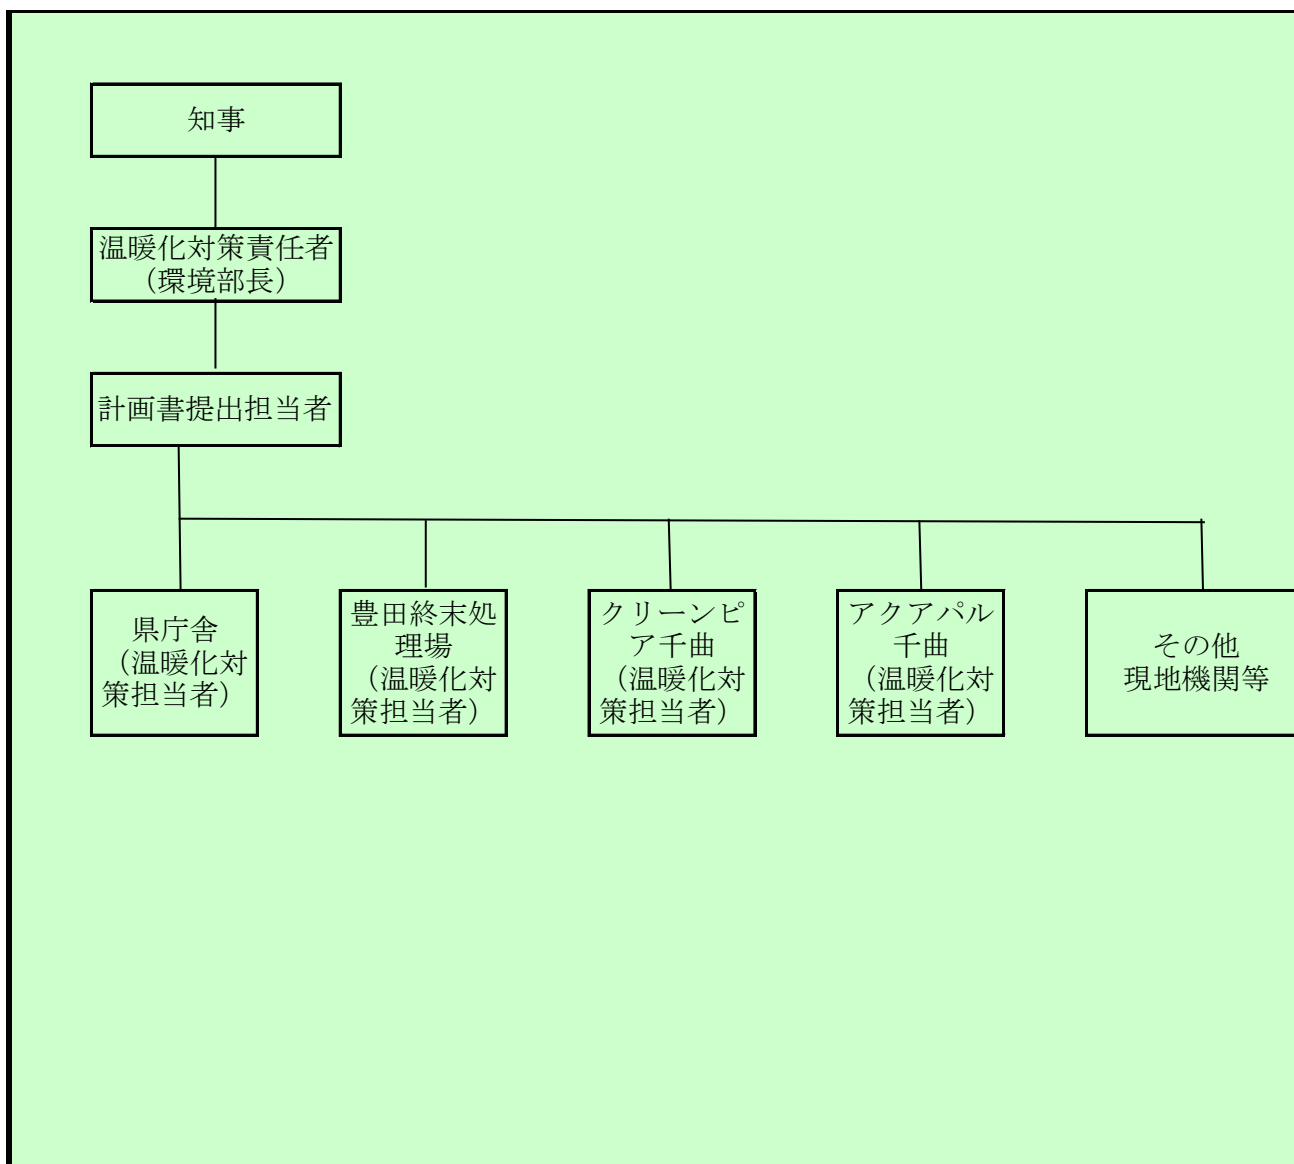 知事
温暖化対策責任者
（環境部長）
計画書提出担当者
県庁舎
（温暖化対
策担当者）
豊田終末処
理場
（温暖化対
策担当者）
クリーンピ
ア千曲
（温暖化対
策担当者）
アクアパル
千曲
（温暖化対
策担当者）
その他
現地機関等